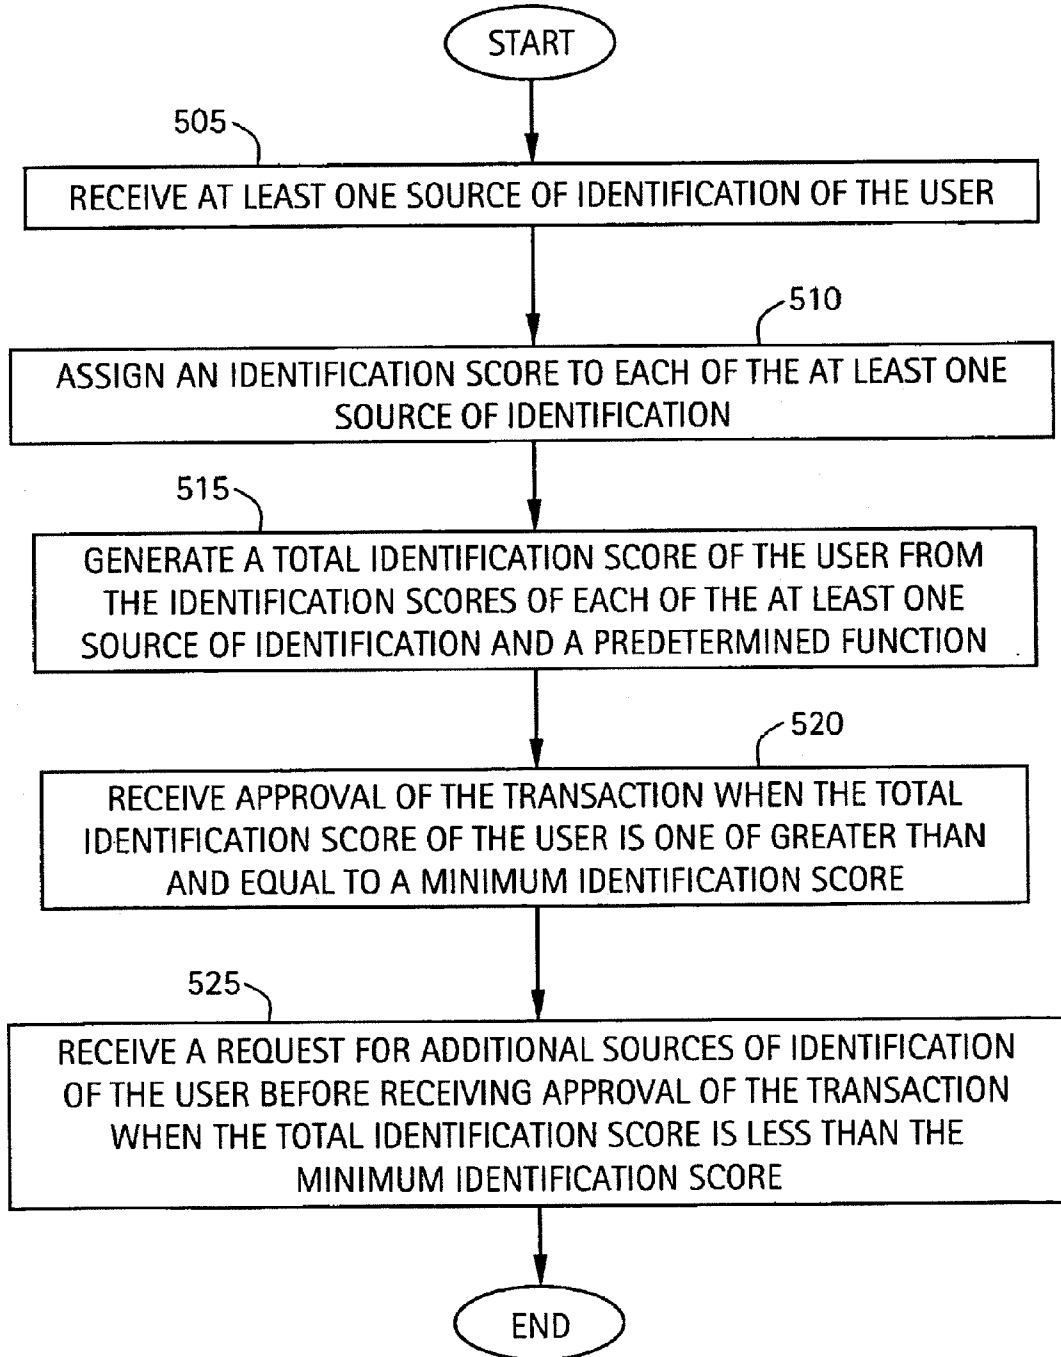 START
505
RECEIVE AT LEAST ONE SOURCE OF IDENTIFICATION OF THE USER
510
ASSIGN AN IDENTIFICATION SCORE TO EACH OF THE AT LEAST ONE
SOURCE OF IDENTIFICATION
515
GENERATE A TOTAL IDENTIFICATION SCORE OF THE USER FROM
THE IDENTIFICATION SCORES OF EACH OF THE AT LEAST ONE
SOURCE OF IDENTIFICATION AND A PREDETERMINED FUNCTION
520
RECEIVE APPROVAL OF THE TRANSACTION WHEN THE TOTAL
IDENTIFICATION SCORE OF THE USER IS ONE OF GREATER THAN
AND EQUAL TO A MINIMUM IDENTIFICATION SCORE
525
RECEIVE A REQUEST FOR ADDITIONAL SOURCES OF IDENTIFICATION
OF THE USER BEFORE RECEIVING APPROVAL OF THE TRANSACTION
WHEN THE TOTAL IDENTIFICATION SCORE IS LESS THAN THE
MINIMUM IDENTIFICATION SCORE
END